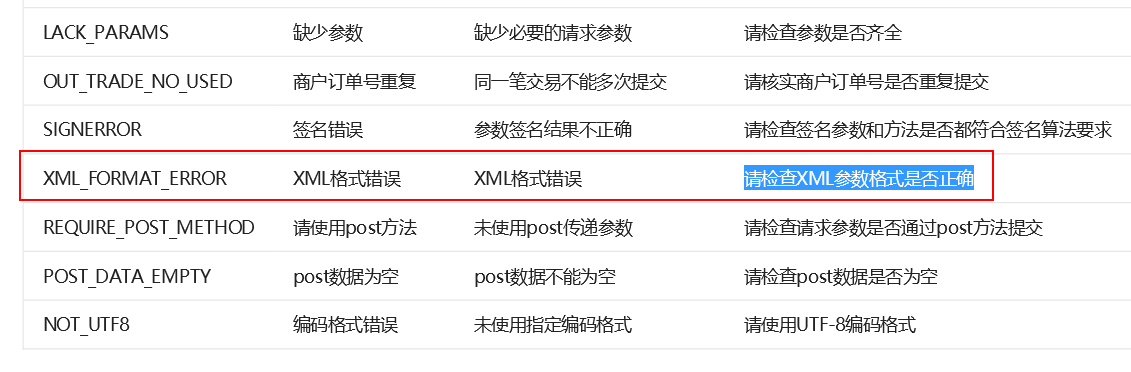 LACK_PARAMS 缺少参数 缺少必要的请求参数 请检查参数是否齐全
OUT_TRADE_NO_USED 商户订单号重复 同一笔交易不能多次提交 请核实商户订单号是否重复提交
SIGNERROR 签名错误 参数签名结果不正确 请检查签名参数和方法是否都符合签名算法要求
XML_FORMAT_ERROR XML格式错误 XML格式错误 请检查XML参数格式是否正确
REQUIRE_POST_METHOD 请使用post方法 未使用post传递参数 请检查请求参数是否通过post方法提交
POST_DATA_EMPTY post数据为空 post数据不能为空 请检查post数据是否为空
NOT_UTF8 编码格式错误 未使用指定编码格式 请使用UTF-8编码格式